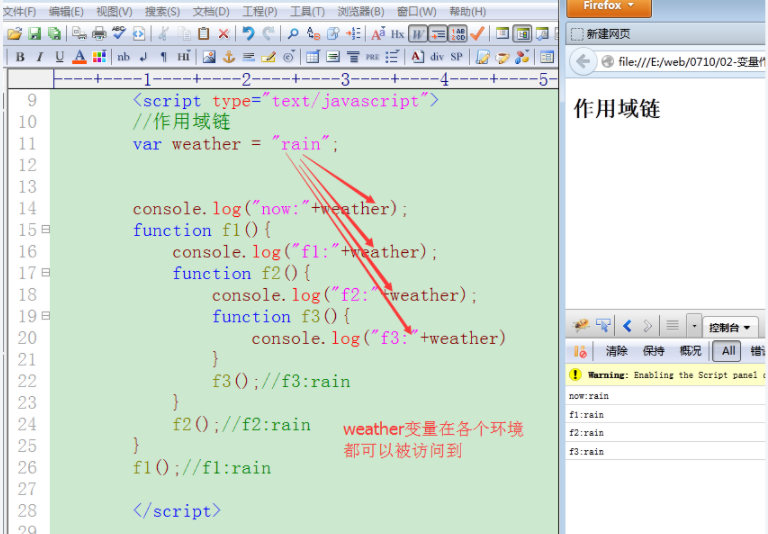 文件(F) 编辑(E) 视图(V) 搜索(S) 文档(D) 工程(P) 工具(T) 浏览器(B) 窗口(W) 帮助(H)
B I U A nb ¶ Hi PRE A div SP
----+----1----+----2----+----3----+----4----+----5-
9 <script type="text/javascript">
10 //作用域链
11 var weather = "rain";
12
13
14 console.log("now:"+weather);
15 function f1(){
16 console.log("f1:"+weather);
17 function f2(){
18 console.log("f2:"+weather);
19 function f3(){
20 console.log("f3:"+weather)
21 }
22 f3();//f3:rain
23 }
24 f2();//f2:rain
25 }
26 f1();//f1:rain
27
28 </script>
29
weather变量在各个环境
都可以被访问到
Firefox
新建网页
file:///E:/web/0710/02-变量作
作用域链
控制台
清除 保持 概况 All 错
Warning: Enabling the Script panel
now:rain
f1:rain
f2:rain
f3:rain